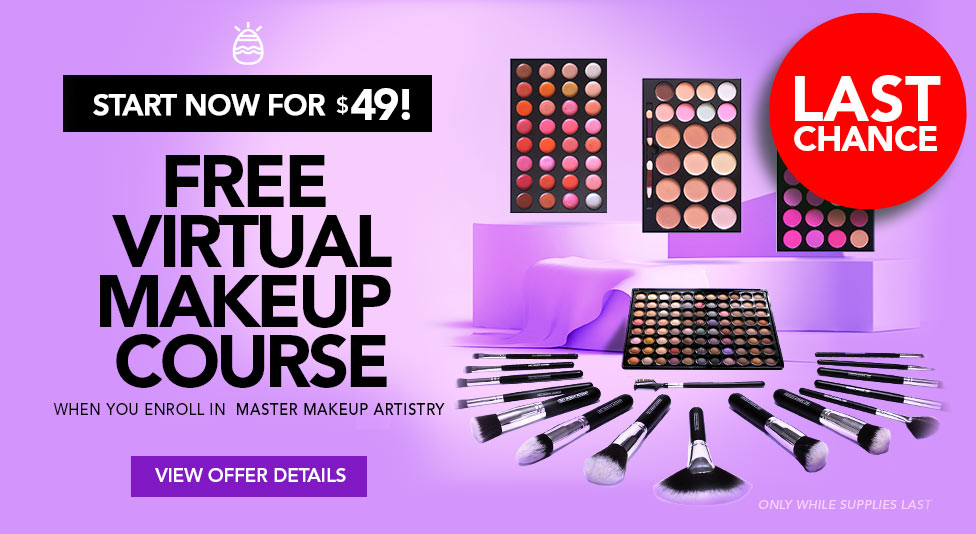 START NOW FOR $49!
FREE
VIRTUAL
MAKEUP
COURSE
WHEN YOU ENROLL IN MASTER MAKEUP ARTISTRY
VIEW OFFER DETAILS
LAST
CHANCE
ONLY WHILE SUPPLIES LAST